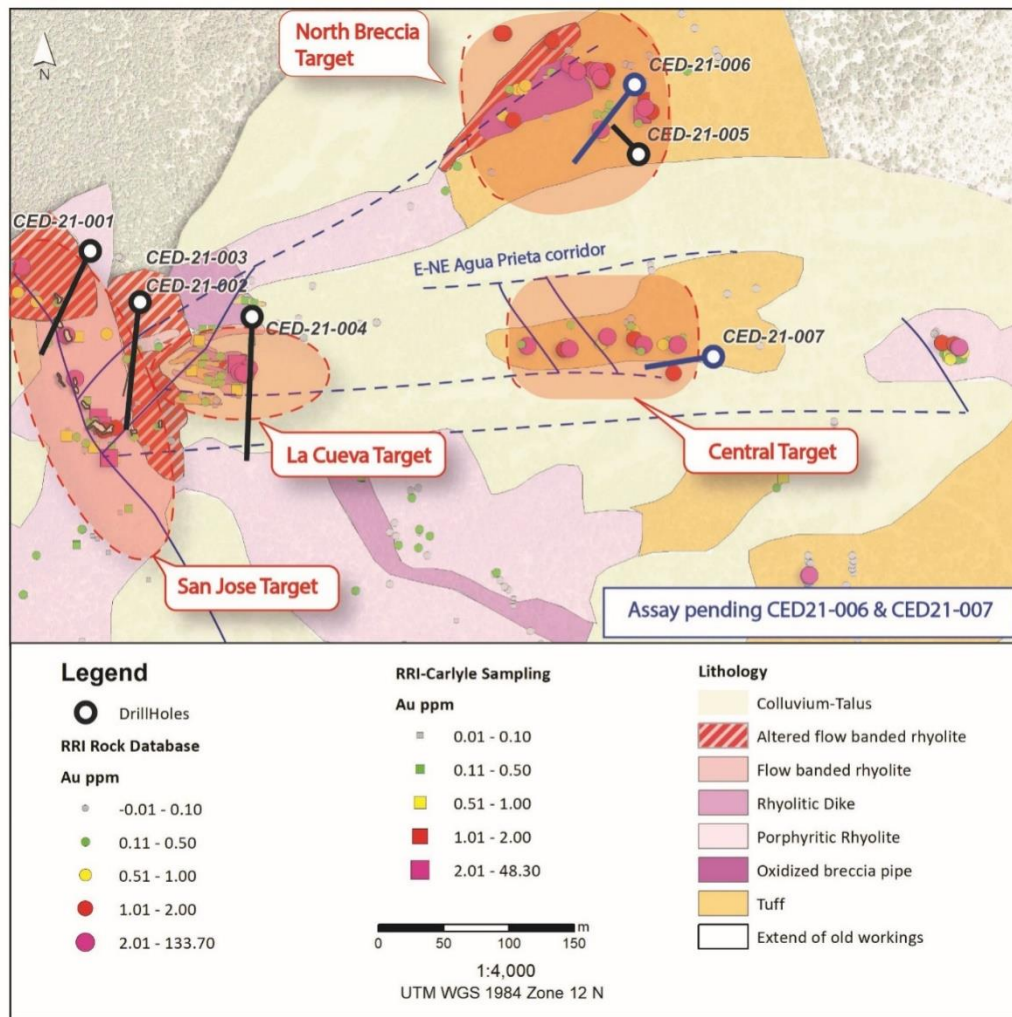 North Breccia
Target
N
CED-21-006
CED-21-005
CED-21-001
CED-21-003
CED-21-002
CED-21-004
E-NE Agua Prieta corridor
CED-21-007
La Cueva Target
Central Target
San Jose Target
Assay pending CED21-006 & CED21-007
Legend
DrillHoles
RRI Rock Database
Au ppm
-0.01 - 0.10
0.11 - 0.50
0.51 - 1.00
1.01 - 2.00
2.01 - 133.70
RRI-Carlyle Sampling
Au ppm
0.01 - 0.10
0.11 - 0.50
0.51 - 1.00
1.01 - 2.00
2.01 - 48.30
m
0 50 100 150
1:4,000
UTM WGS 1984 Zone 12 N
Lithology
Colluvium-Talus
Altered flow banded rhyolite
Flow banded rhyolite
Rhyolitic Dike
Porphyritic Rhyolite
Oxidized breccia pipe
Tuff
Extend of old workings